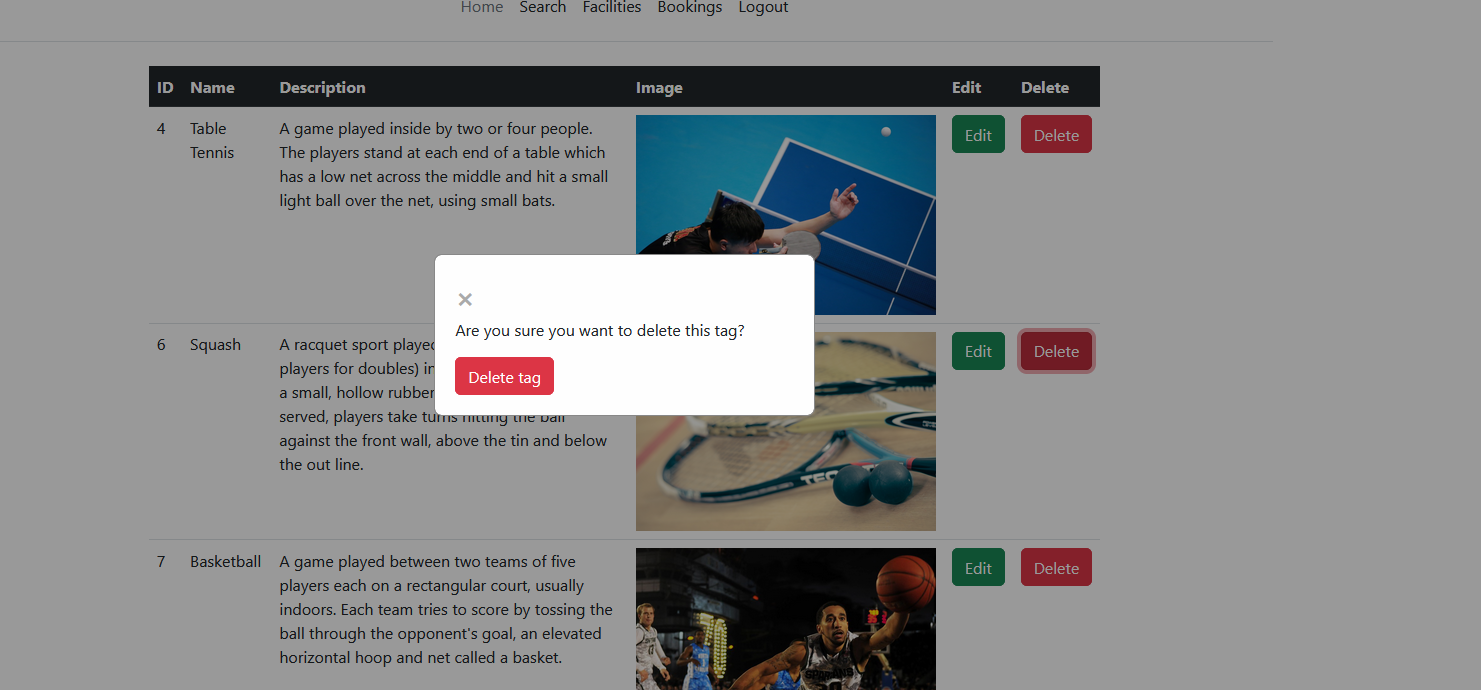 Home Search Facilities Bookings Logout
ID Name Description Image Edit Delete
4 Table Tennis
A game played inside by two or four people.
The players stand at each end of a table which
has a low net across the middle and hit a small
light ball over the net, using small bats.
Edit Delete
×
Are you sure you want to delete this tag?
Delete tag
6 Squash
A racquet sport played
players for doubles) in
a small, hollow rubber
served, players take turns hitting the ball
against the front wall, above the tin and below
the out line.
Edit Delete
7 Basketball
A game played between two teams of five
players each on a rectangular court, usually
indoors. Each team tries to score by tossing the
ball through the opponent's goal, an elevated
horizontal hoop and net called a basket.
Edit Delete